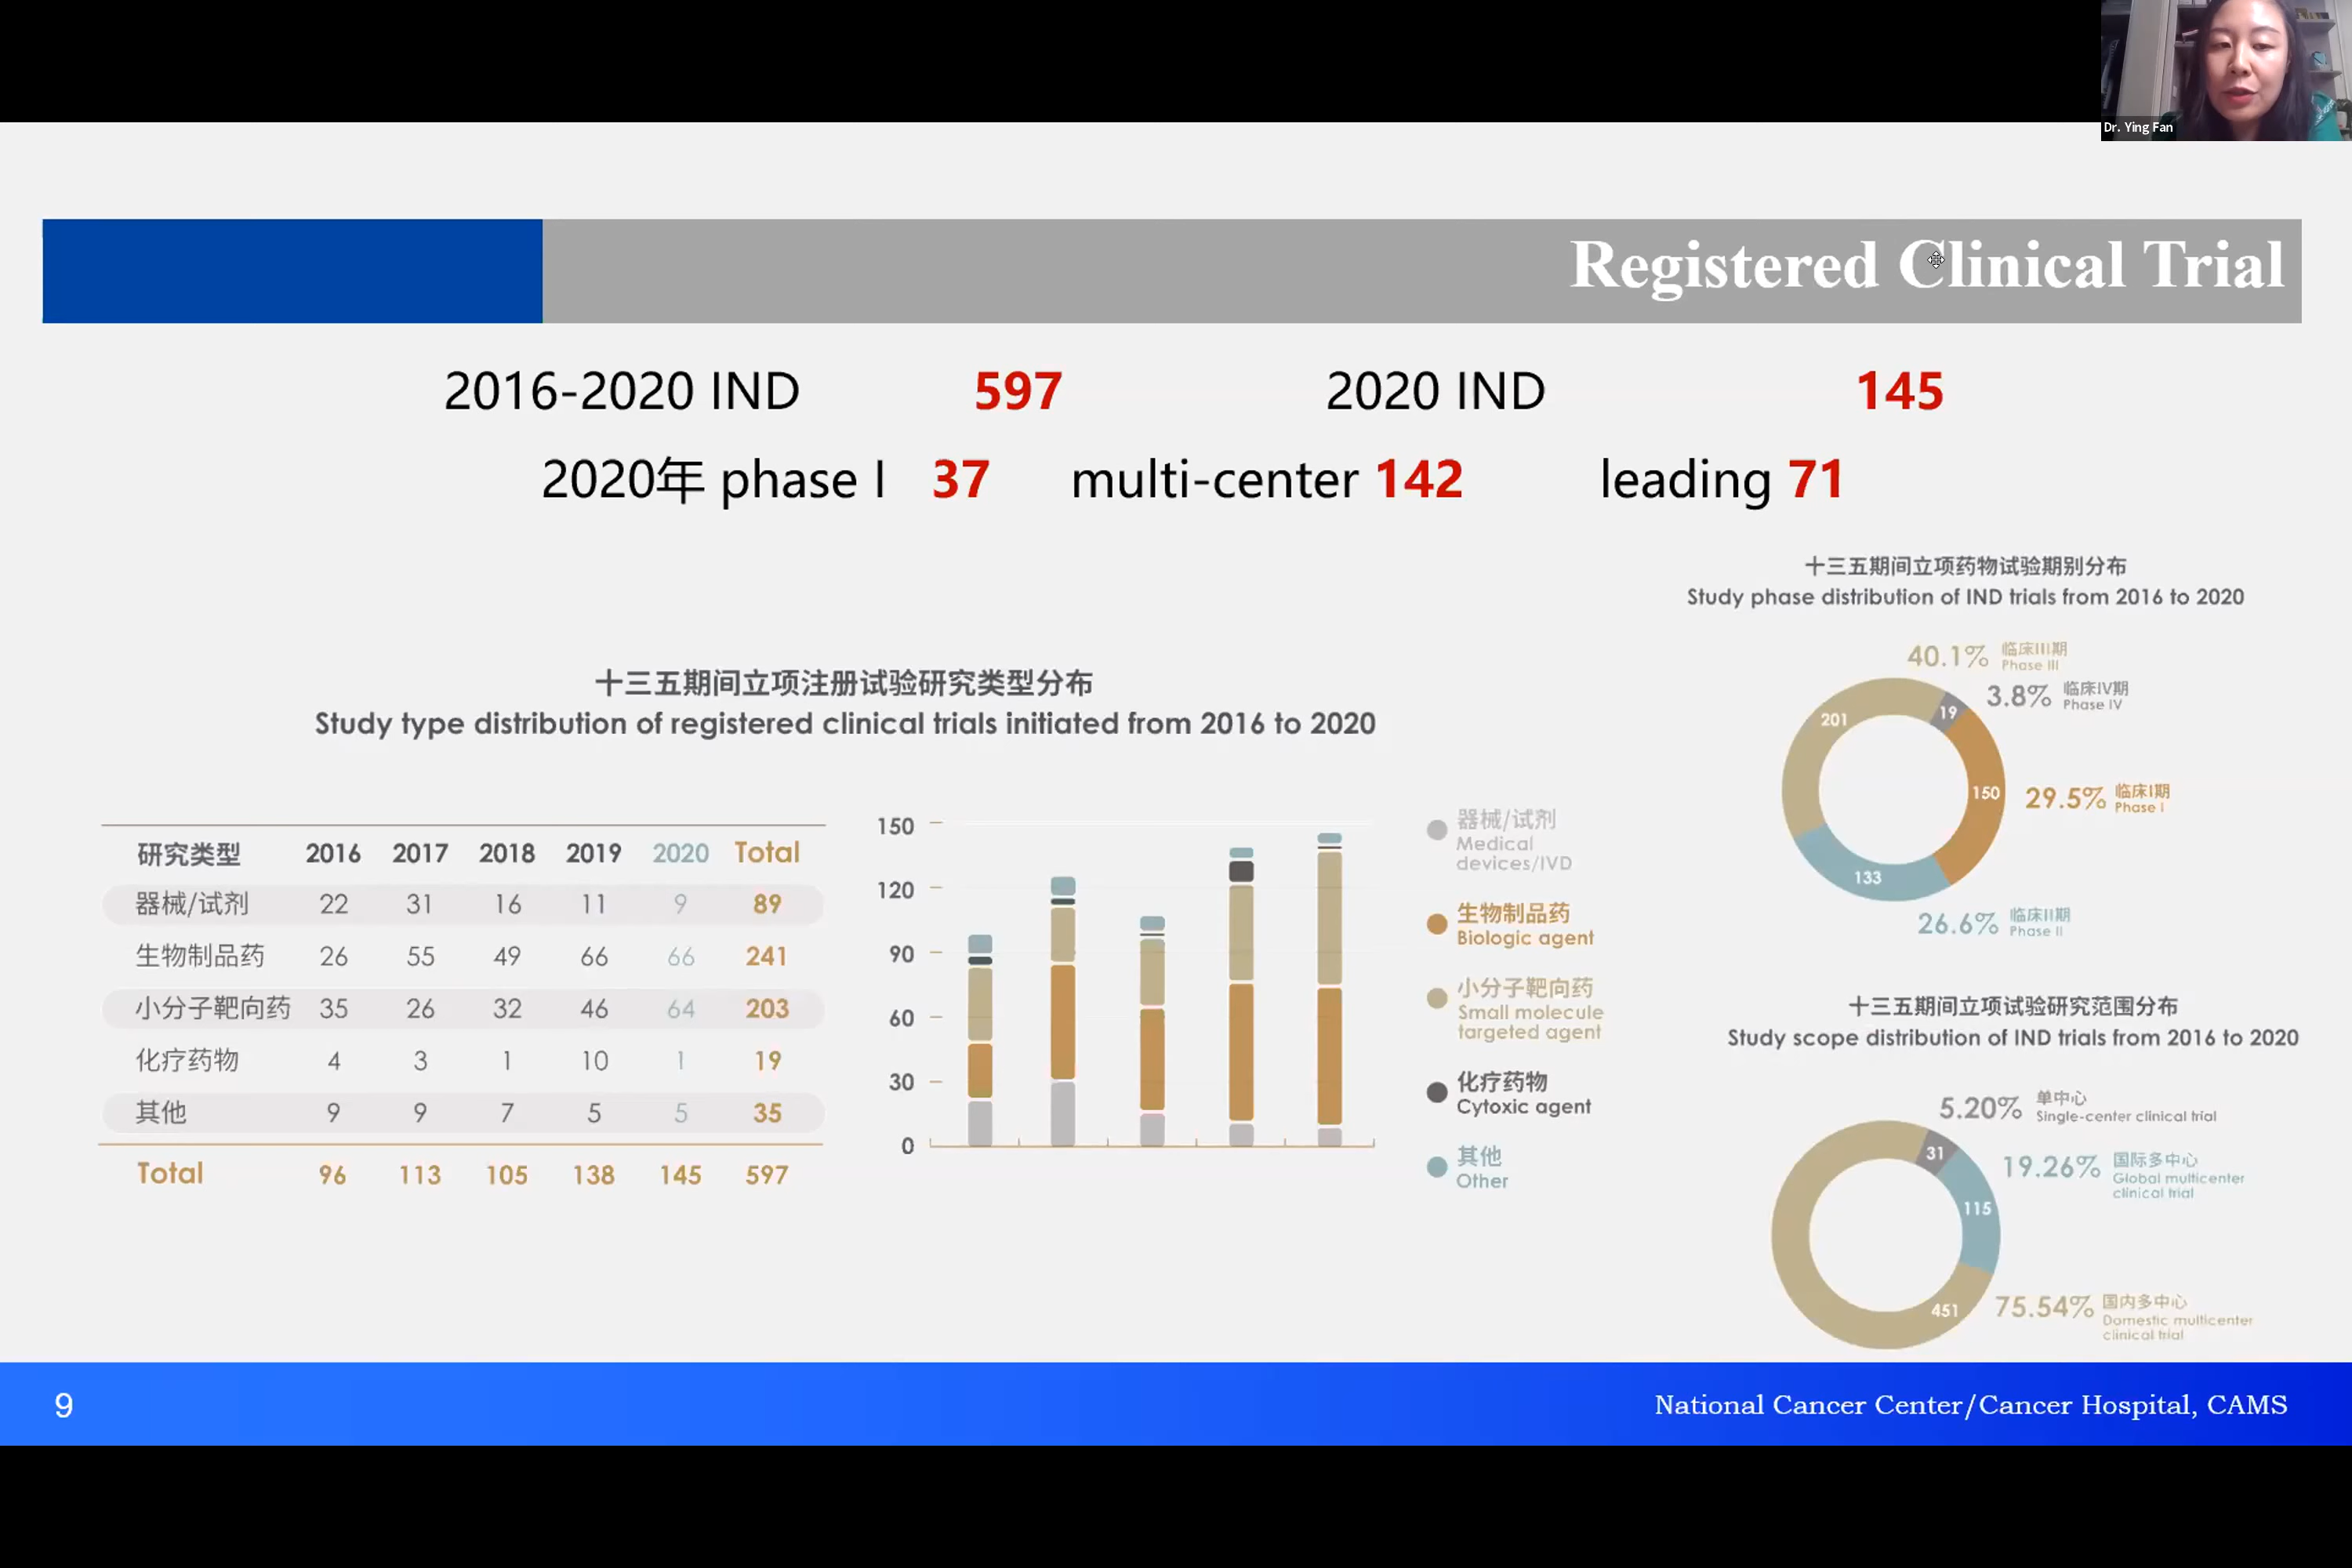 Dr. Ying Fan
Registered Clinical Trial
2016-2020 IND 597 2020 IND 145
2020年 phase I 37 multi-center 142 leading 71
十三五期间立项注册试验研究类型分布
Study type distribution of registered clinical trials initiated from 2016 to 2020
研究类型 2016 2017 2018 2019 2020 Total
器械/试剂 22 31 16 11 9 89
生物制品药 26 55 49 66 66 241
小分子靶向药 35 26 32 46 64 203
化疗药物 4 3 1 10 1 19
其他 9 9 7 5 5 35
Total 96 113 105 138 145 597
150
120
90
60
30
0
器械/试剂
Medical
devices/IVD
生物制品药
Biologic agent
小分子靶向药
Small molecule
targeted agent
化疗药物
Cytoxic agent
其他
Other
十三五期间立项药物试验期别分布
Study phase distribution of IND trials from 2016 to 2020
40.1% 临床III期
Phase III
3.8% 临床IV期
Phase IV
201
19
150
29.5% 临床I期
Phase I
133
26.6% 临床II期
Phase II
十三五期间立项试验研究范围分布
Study scope distribution of IND trials from 2016 to 2020
5.20% 单中心
Single-center clinical trial
31
19.26% 国际多中心
Global multicenter
clinical trial
115
451
75.54% 国内多中心
Domestic multicenter
clinical trial
9
National Cancer Center/Cancer Hospital, CAMS